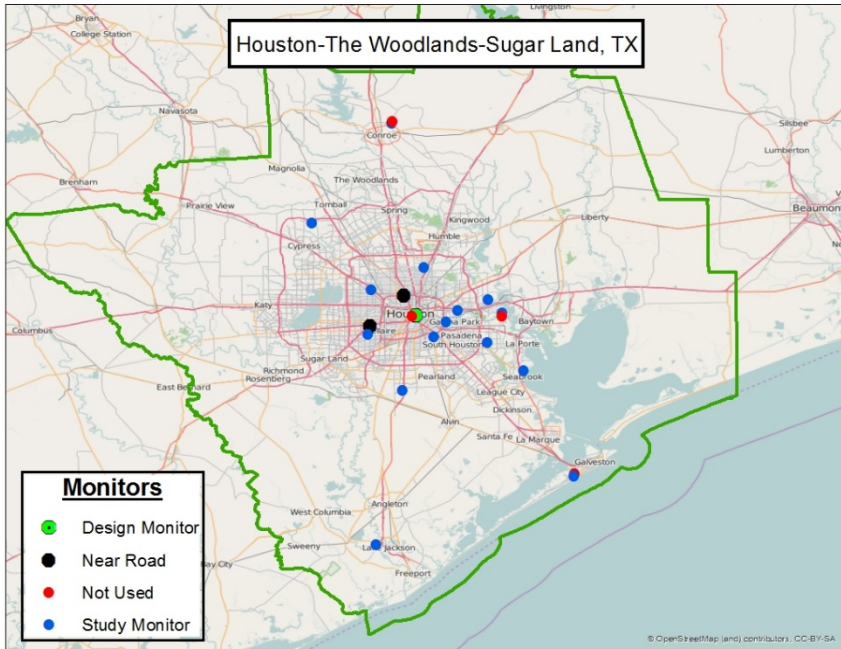 Bryan
College Station
Livingston
Houston-The Woodlands-Sugar Land, TX
Navasota
Conroe
Silsbee
Lumberton
Magnolia
The Woodlands
Brenham
Prairie View
Tomball
Spring
Kingwood
Liberty
Beaumont
Cypress
Humble
Katy
Houston
Columbus
Baytown
Pasadena
South Houston
La Porte
Sugar Land
Richmond
Rosenberg
East Bernard
Pearland
Seabrook
League City
Dickinson
Alvin
Santa Fe
La Marque
Galveston
Monitors
Design Monitor
Near Road
Not Used
Study Monitor
Angleton
West Columbia
Sweeny
Jackson
Bay City
Freeport
© OpenStreetMap (and) contributors, CC-BY-SA